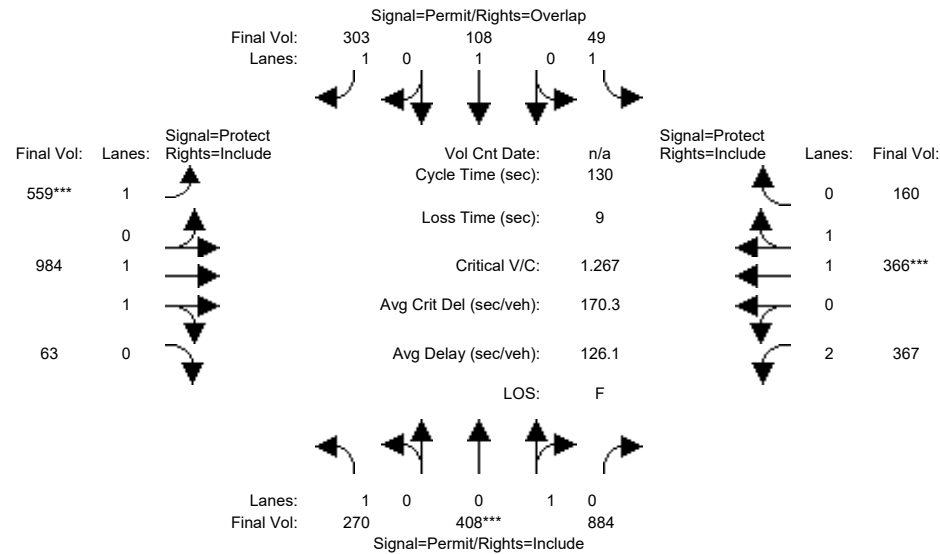 Signal=Permit/Rights=Overlap
Final Vol: 303 108 49
Lanes: 1 0 1 0 1
Signal=Protect Signal=Protect
Final Vol: Lanes: Rights=Include Vol Cnt Date: n/a Rights=Include Lanes: Final Vol:
Cycle Time (sec): 130
559*** 1 0 160
Loss Time (sec): 9
0 1
984 1 Critical V/C: 1.267 1 366***
1 Avg Crit Del (sec/veh): 170.3 0
63 0 Avg Delay (sec/veh): 126.1 2 367
LOS: F
Lanes: 1 0 0 1 0
Final Vol: 270 408*** 884
Signal=Permit/Rights=Include